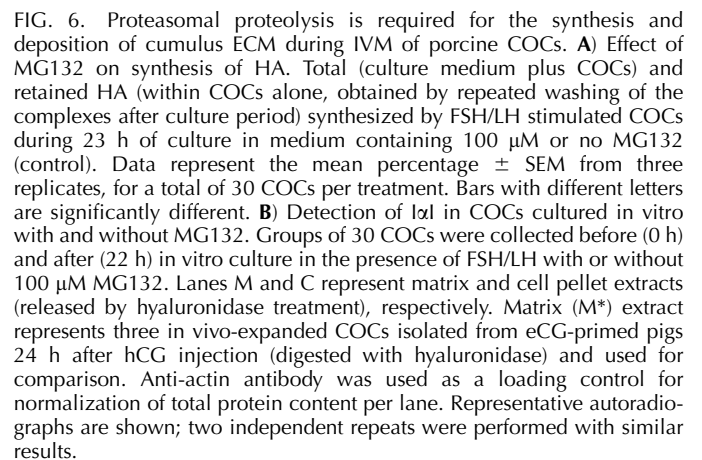 FIG. 6. Proteasomal proteolysis is required for the synthesis and
deposition of cumulus ECM during IVM of porcine COCs. A) Effect of
MG132 on synthesis of HA. Total (culture medium plus COCs) and
retained HA (within COCs alone, obtained by repeated washing of the
complexes after culture period) synthesized by FSH/LH stimulated COCs
during 23 h of culture in medium containing 100 μM or no MG132
(control). Data represent the mean percentage ± SEM from three
replicates, for a total of 30 COCs per treatment. Bars with different letters
are significantly different. B) Detection of IαI in COCs cultured in vitro
with and without MG132. Groups of 30 COCs were collected before (0 h)
and after (22 h) in vitro culture in the presence of FSH/LH with or without
100 μM MG132. Lanes M and C represent matrix and cell pellet extracts
(released by hyaluronidase treatment), respectively. Matrix (M*) extract
represents three in vivo-expanded COCs isolated from eCG-primed pigs
24 h after hCG injection (digested with hyaluronidase) and used for
comparison. Anti-actin antibody was used as a loading control for
normalization of total protein content per lane. Representative autoradio-
graphs are shown; two independent repeats were performed with similar
results.